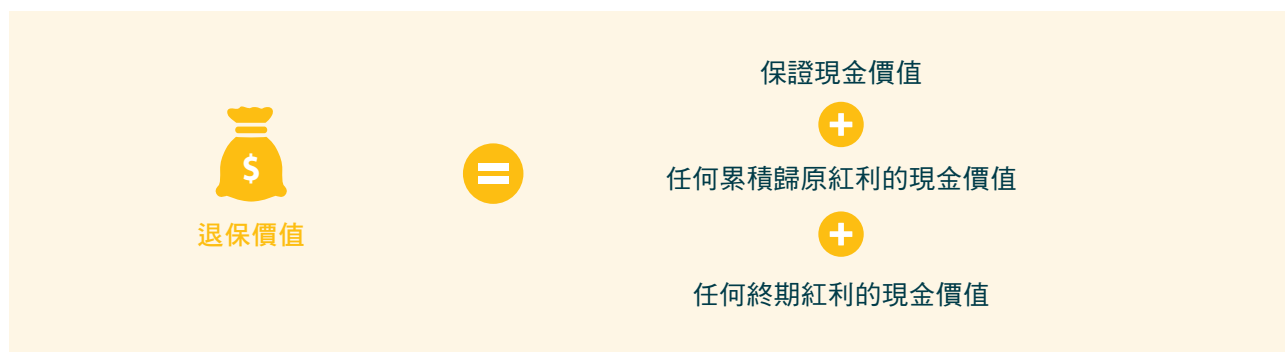 保證現金價值
+
任何累積歸原紅利的現金價值
$
=
退保價值
+
任何終期紅利的現金價值